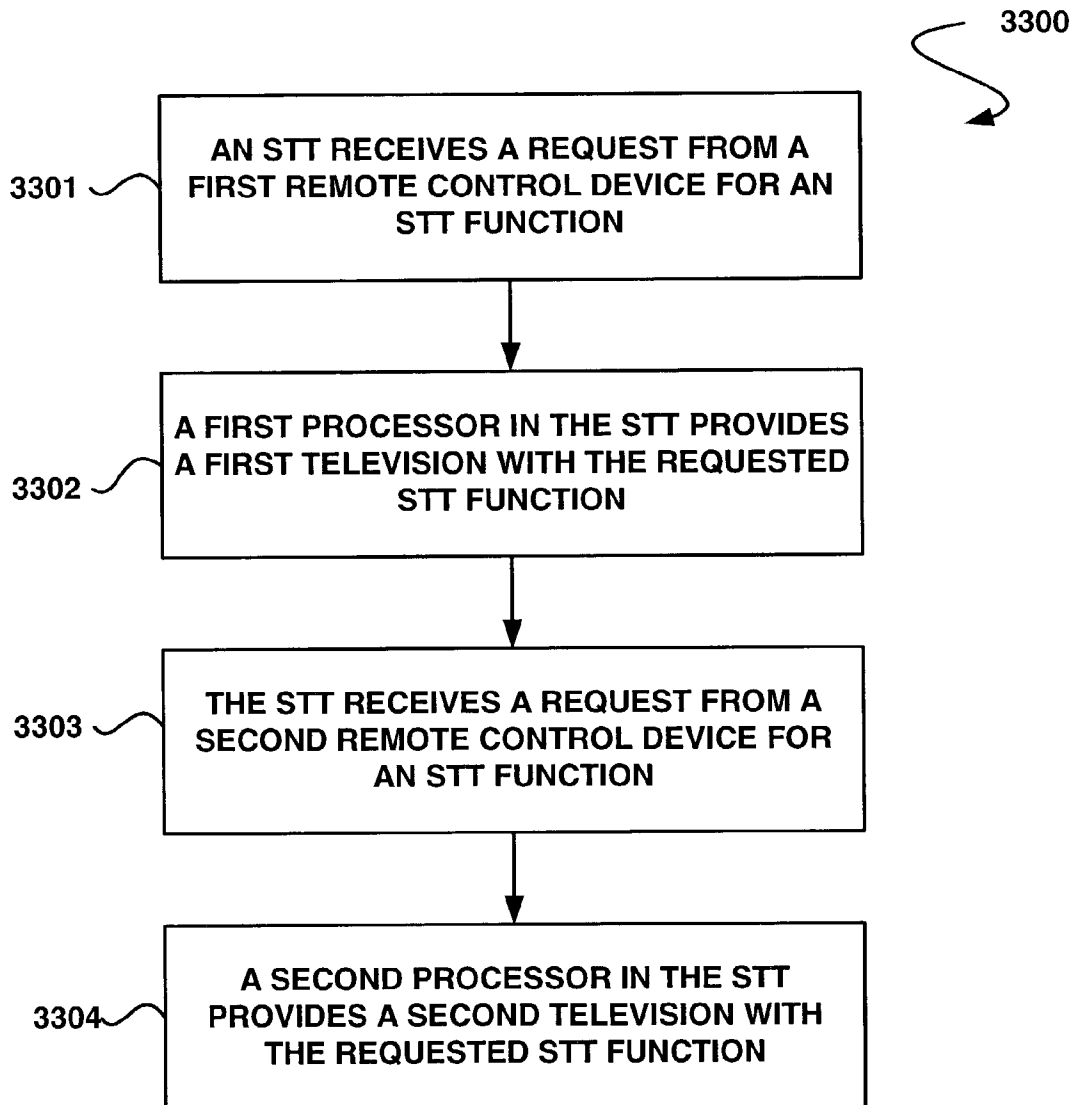 3300
3301
AN STT RECEIVES A REQUEST FROM A
FIRST REMOTE CONTROL DEVICE FOR AN
STT FUNCTION
3302
A FIRST PROCESSOR IN THE STT PROVIDES
A FIRST TELEVISION WITH THE REQUESTED
STT FUNCTION
3303
THE STT RECEIVES A REQUEST FROM A
SECOND REMOTE CONTROL DEVICE FOR
AN STT FUNCTION
3304
A SECOND PROCESSOR IN THE STT
PROVIDES A SECOND TELEVISION WITH
THE REQUESTED STT FUNCTION